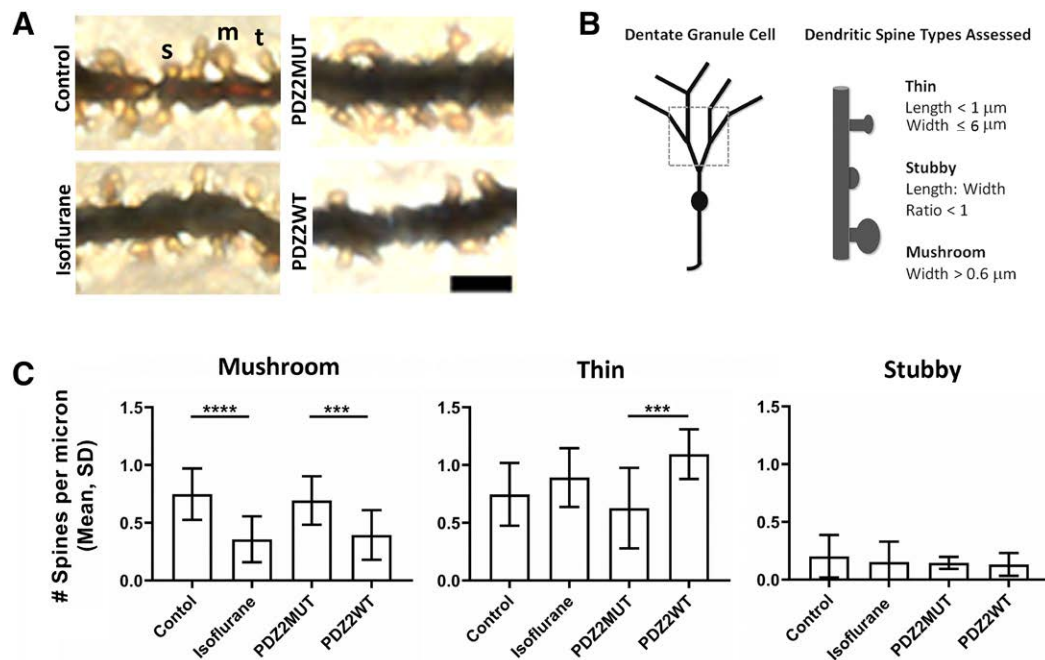 A
Control
s
m
t
PDZ2MUT
Isoflurane
PDZ2WT
B
Dentate Granule Cell
Dendritic Spine Types Assessed
Thin
Length < 1 μm
Width ≤ 6 μm
Stubby
Length: Width
Ratio < 1
Mushroom
Width > 0.6 μm
C
# Spines per micron
(Mean, SD)
Mushroom
1.5
1.0
0.5
0.0
****
***
Contol
Isoflurane
PDZ2MUT
PDZ2WT
Thin
1.5
1.0
0.5
0.0
***
Control
Isoflurane
PDZ2MUT
PDZ2WT
Stubby
1.5
1.0
0.5
0.0
Control
Isoflurane
PDZ2MUT
PDZ2WT